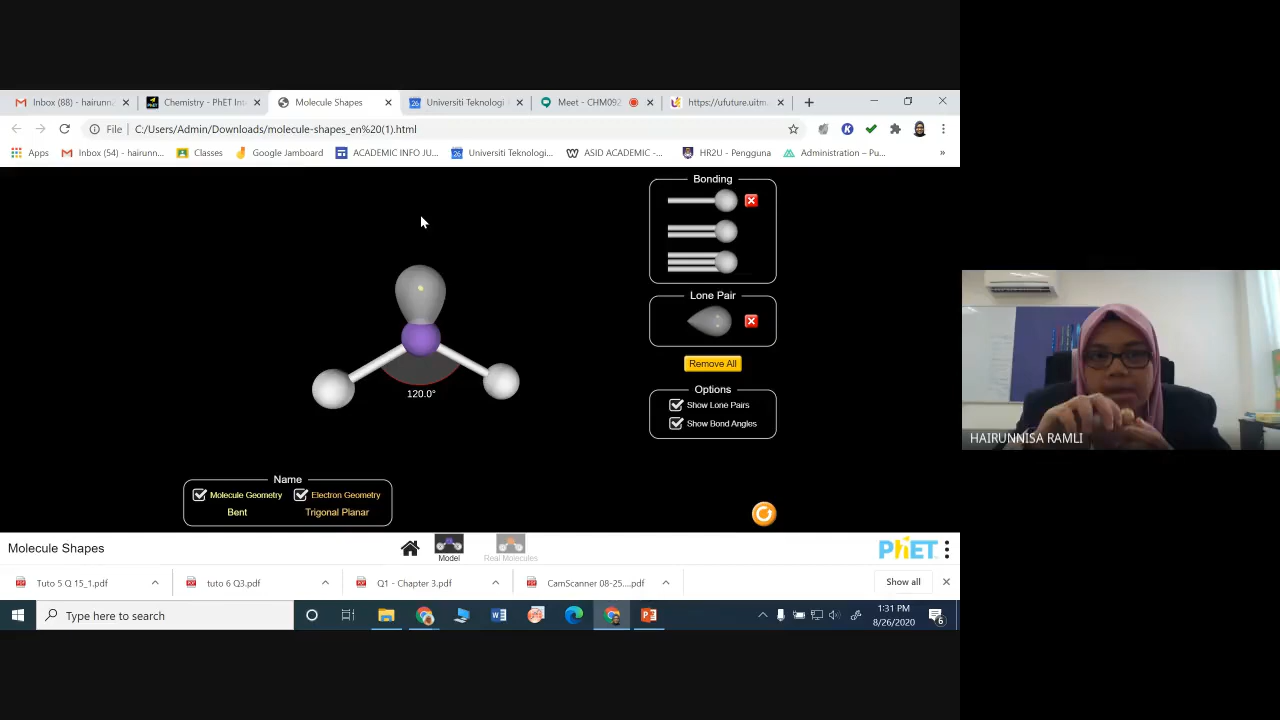 Inbox (88) - hairunn
Chemistry - PhET Int
Molecule Shapes
Universiti Teknologi M
Meet - CHM092
https://ufuture.uitm
File
C:/Users/Admin/Downloads/molecule-shapes_en%20(1).html
Apps
Inbox (54) - hairunn...
Classes
Google Jamboard
ACADEMIC INFO JU...
Universiti Teknologi...
ASID ACADEMIC -...
HR2U - Pengguna
Administration – Pu...
»
Bonding
Lone Pair
Remove All
Options
Show Lone Pairs
Show Bond Angles
120.0°
HAIRUNNISA RAMLI
Name
Molecule Geometry
Electron Geometry
Bent
Trigonal Planar
Molecule Shapes
Model
Real Molecules
PhET
Tuto 5 Q 15_1.pdf
tuto 6 Q3.pdf
Q1 - Chapter 3.pdf
CamScanner 08-25....pdf
Show all
Type here to search
1:31 PM
8/26/2020
6